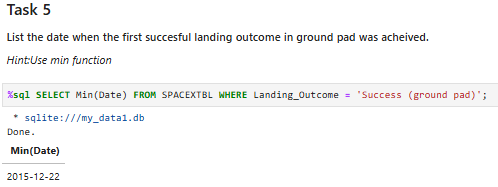 Task 5
List the date when the first succesful landing outcome in ground pad was acheived.
Hint:Use min function
%sql SELECT Min(Date) FROM SPACEXTBL WHERE Landing_Outcome = 'Success (ground pad)';
* sqlite:///my_data1.db
Done.
Min(Date)
2015-12-22